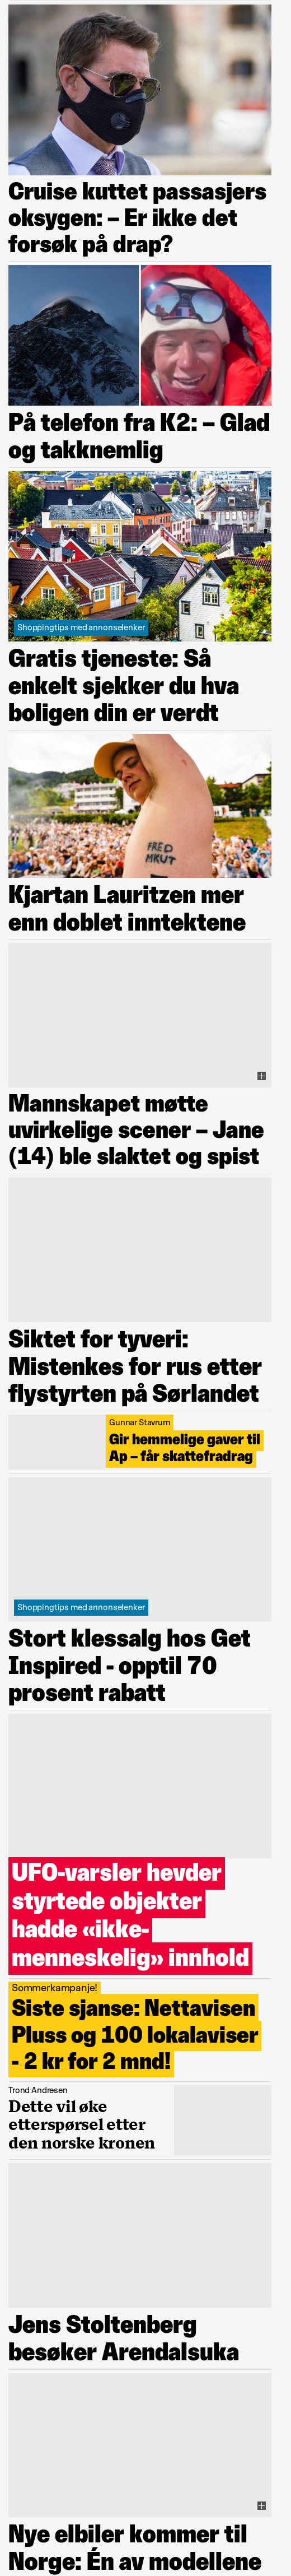 Cruise kuttet passasjers
oksygen: – Er ikke det
forsøk på drap?
På telefon fra K2: – Glad
og takknemlig
Shoppingtips med annonselenker
Gratis tjeneste: Så
enkelt sjekker du hva
boligen din er verdt
FRED
MRKUT
Kjartan Lauritzen mer
enn doblet inntektene
Mannskapet møtte
uvirkelige scener – Jane
(14) ble slaktet og spist
Siktet for tyveri:
Mistenkes for rus etter
flystyrten på Sørlandet
Gunnar Stavrum
Gir hemmelige gaver til
Ap – får skattefradrag
Shoppingtips med annonselenker
Stort klessalg hos Get
Inspired - opptil 70
prosent rabatt
UFO-varsler hevder
styrtede objekter
hadde «ikke-
menneskelig» innhold
Sommerkampanje!
Siste sjanse: Nettavisen
Pluss og 100 lokalaviser
- 2 kr for 2 mnd!
Trond Andresen
Dette vil øke
etterspørsel etter
den norske kronen
Jens Stoltenberg
besøker Arendalsuka
Nye elbiler kommer til
Norge: Én av modellene